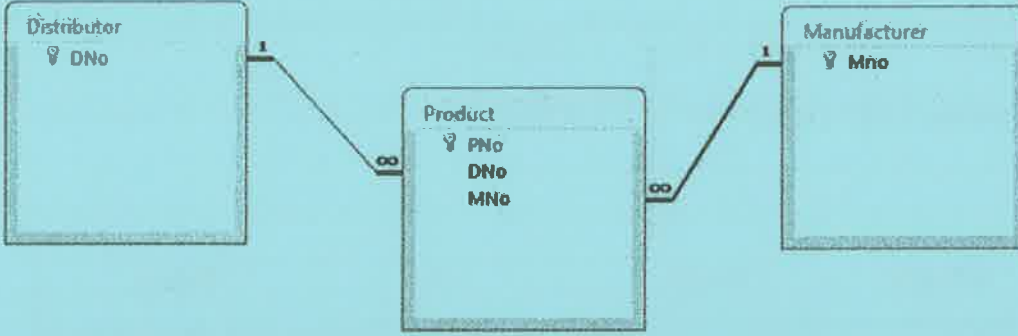 Distributor
DNo
1
∞
Product
PNo
DNo
MNo
∞
1
Manufacturer
Mno